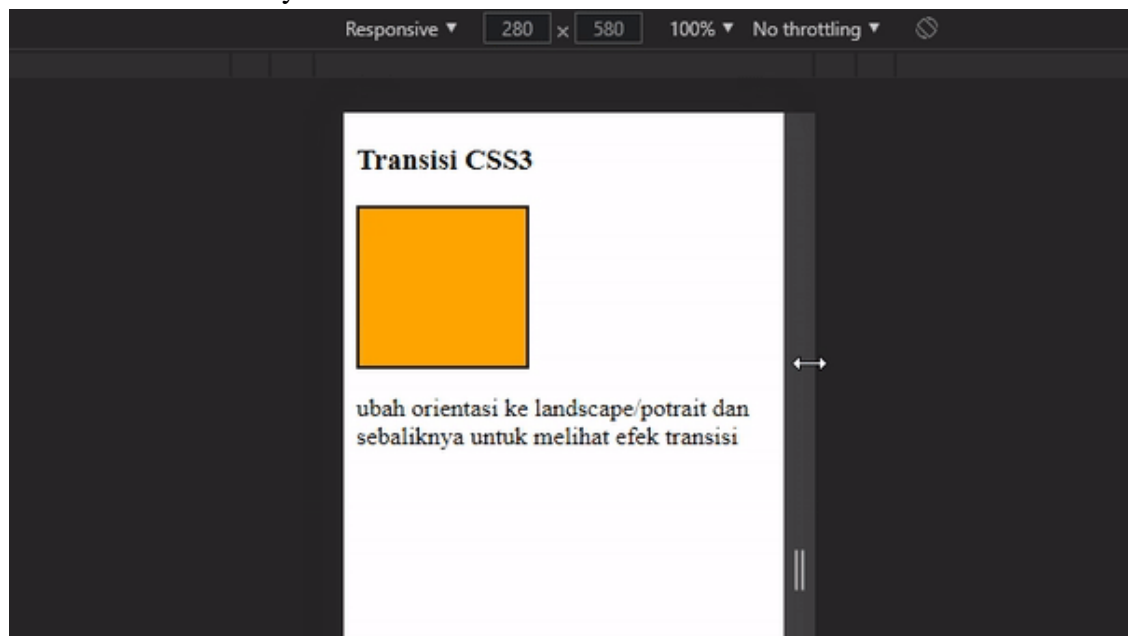 Responsive ▼ 280 × 580 100% ▼ No throttling ▼
Transisi CSS3
ubah orientasi ke landscape/potrait dan
sebaliknya untuk melihat efek transisi